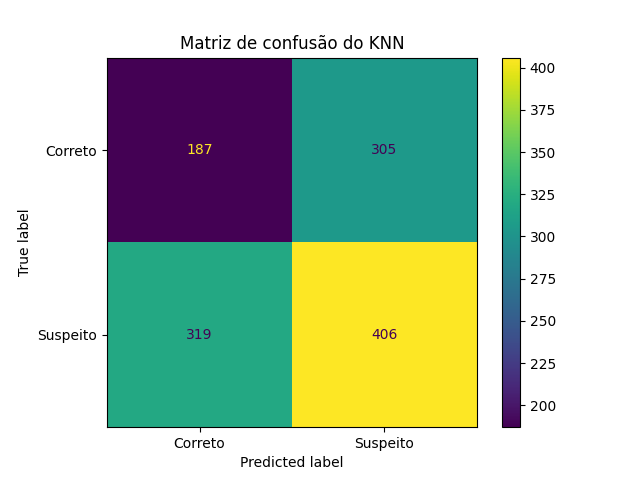 Matriz de confusão do KNN
Correto
187
305
Suspeito
319
406
True label
Correto
Suspeito
Predicted label
400
375
350
325
300
275
250
225
200